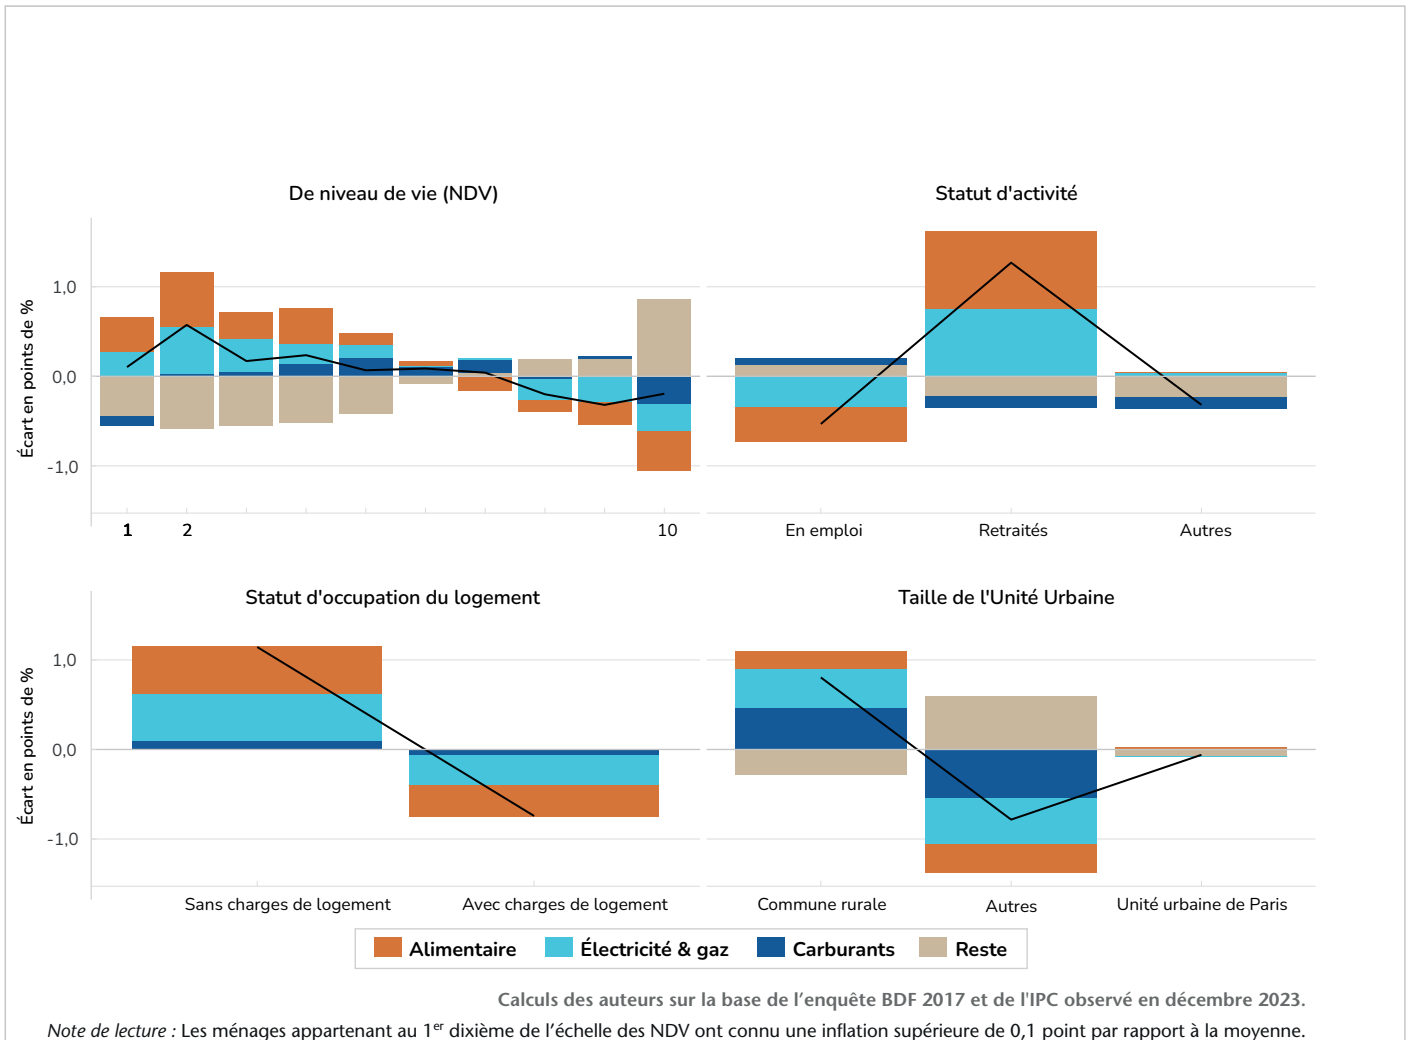 De niveau de vie (NDV)
Écart en points de %
1,0
0,0
-1,0
1 2 10
Statut d'activité
En emploi Retraités Autres
Statut d'occupation du logement
Écart en points de %
1,0
0,0
-1,0
Sans charges de logement Avec charges de logement
Taille de l'Unité Urbaine
Commune rurale Autres Unité urbaine de Paris
Alimentaire Électricité & gaz Carburants Reste
Calculs des auteurs sur la base de l’enquête BDF 2017 et de l'IPC observé en décembre 2023.
Note de lecture : Les ménages appartenant au 1er dixième de l’échelle des NDV ont connu une inflation supérieure de 0,1 point par rapport à la moyenne.